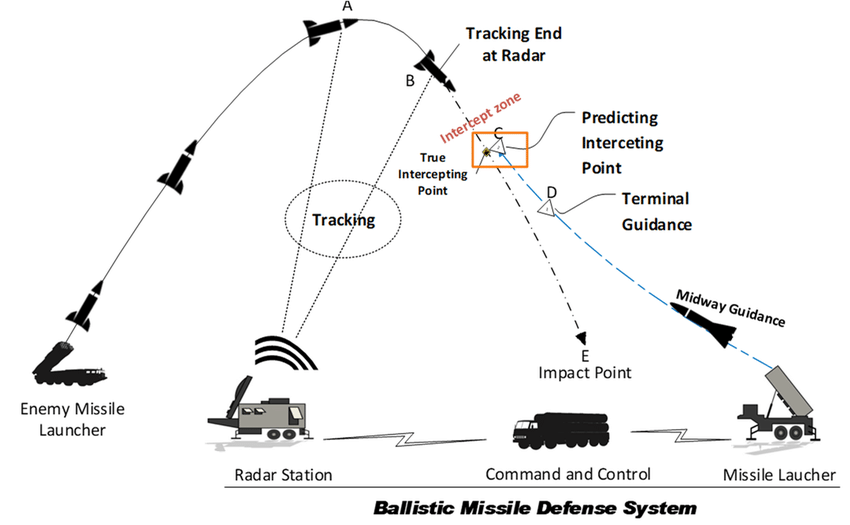 A
Tracking End
at Radar
B
Intercept zone
C
Predicting
Interceting
Point
True
Intercepting
Point
D
Terminal
Guidance
Tracking
Midway Guidance
E
Impact Point
Enemy Missile
Launcher
Radar Station
Command and Control
Missile Laucher
Ballistic Missile Defense System